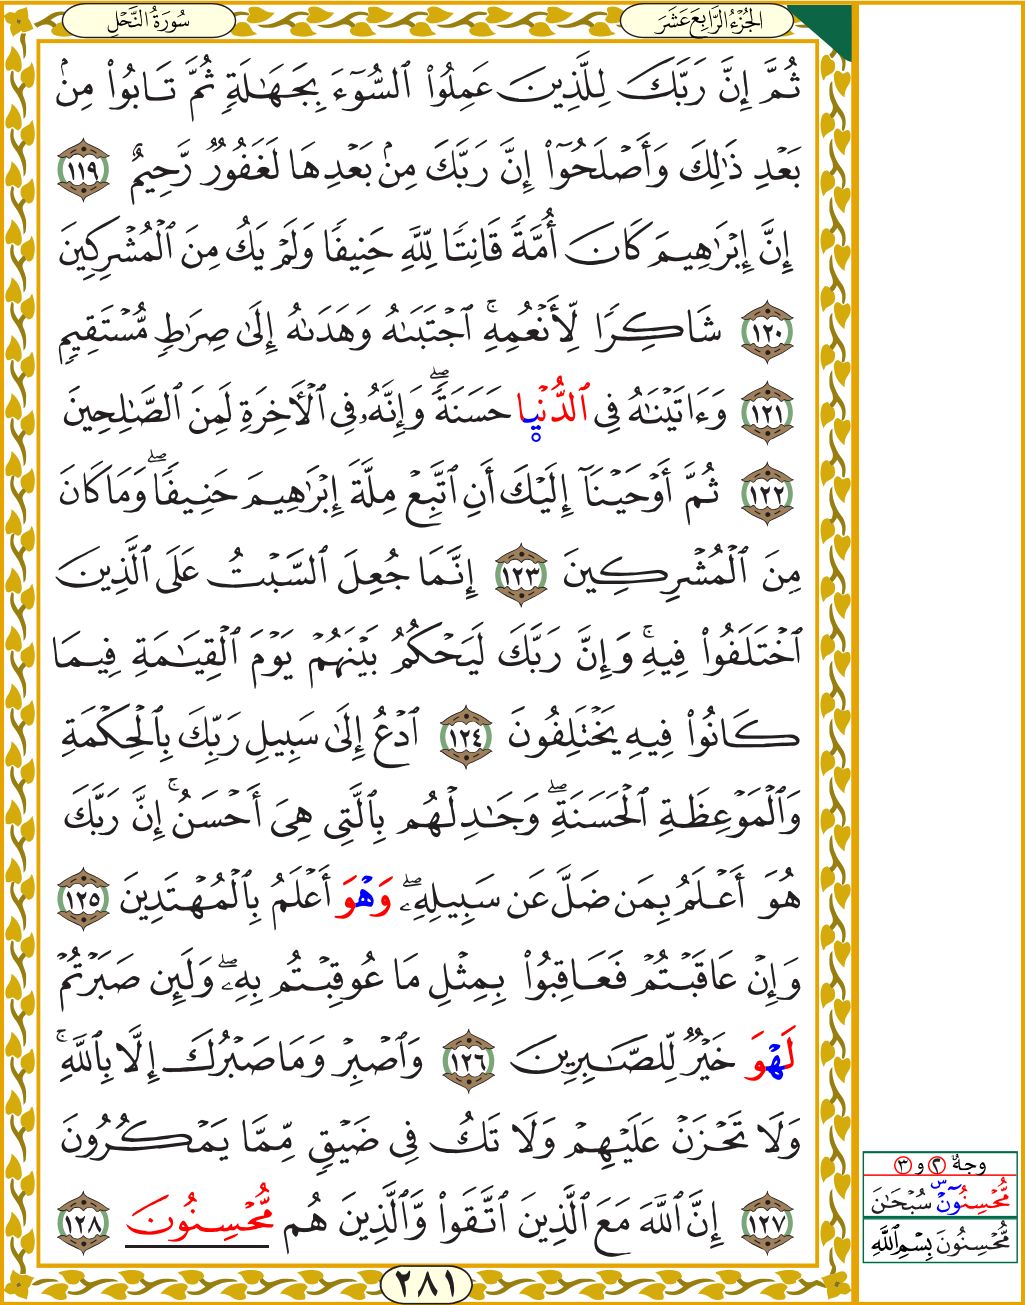 الجُزْءُ الرَّابِعَ عَشَرَ
سُورَةُ النَّحْلِ
ثُمَّ إِنَّ رَبَّكَ لِلَّذِينَ عَمِلُوا۟ ٱلسُّوٓءَ بِجَهَـٰلَةٍ ثُمَّ تَابُوا۟ مِنۢ
بَعْدِ ذَٰلِكَ وَأَصْلَحُوٓا۟ إِنَّ رَبَّكَ مِنۢ بَعْدِهَا لَغَفُورٌ رَّحِيمٌ ١١٩
إِنَّ إِبْرَٰهِيمَ كَانَ أُمَّةً قَانِتًا لِّلَّهِ حَنِيفًا وَلَمْ يَكُ مِنَ ٱلْمُشْرِكِينَ
١٢٠ شَاكِرًا لِّأَنْعُمِهِ ۚ ٱجْتَبَىٰهُ وَهَدَىٰهُ إِلَىٰ صِرَٰطٍ مُّسْتَقِيمٍ
١٢١ وَءَاتَيْنَـٰهُ فِى ٱلدُّنْيا حَسَنَةً ۖ وَإِنَّهُۥ فِى ٱلْـَٔاخِرَةِ لَمِنَ ٱلصَّـٰلِحِينَ
١٢٢ ثُمَّ أَوْحَيْنَآ إِلَيْكَ أَنِ ٱتَّبِعْ مِلَّةَ إِبْرَٰهِيمَ حَنِيفًا ۖ وَمَا كَانَ
مِنَ ٱلْمُشْرِكِينَ ١٢٣ إِنَّمَا جُعِلَ ٱلسَّبْتُ عَلَى ٱلَّذِينَ
ٱخْتَلَفُوا۟ فِيهِ ۚ وَإِنَّ رَبَّكَ لَيَحْكُمُ بَيْنَهُمْ يَوْمَ ٱلْقِيَـٰمَةِ فِيمَا
كَانُوا۟ فِيهِ يَخْتَلِفُونَ ١٢٤ ٱدْعُ إِلَىٰ سَبِيلِ رَبِّكَ بِٱلْحِكْمَةِ
وَٱلْمَوْعِظَةِ ٱلْحَسَنَةِ ۖ وَجَـٰدِلْهُم بِٱلَّتِى هِىَ أَحْسَنُ ۚ إِنَّ رَبَّكَ
هُوَ أَعْلَمُ بِمَن ضَلَّ عَن سَبِيلِهِۦ ۖ وَهْوَ أَعْلَمُ بِٱلْمُهْتَدِينَ ١٢٥
وَإِنْ عَاقَبْتُمْ فَعَاقِبُوا۟ بِمِثْلِ مَا عُوقِبْتُم بِهِۦ ۖ وَلَئِن صَبَرْتُمْ
لَهْوَ خَيْرٌ لِّلصَّـٰبِرِينَ ١٢٦ وَٱصْبِرْ وَمَا صَبْرُكَ إِلَّا بِٱللَّهِ ۚ
وَلَا تَحْزَنْ عَلَيْهِمْ وَلَا تَكُ فِى ضَيْقٍ مِّمَّا يَمْكُرُونَ
١٢٧ إِنَّ ٱللَّهَ مَعَ ٱلَّذِينَ ٱتَّقَوا۟ وَّٱلَّذِينَ هُم مُّحْسِنُونَ ١٢٨
وجهٌ ٢ و ٣
مُّحْسِنُوٓنَ ۜ سُبْحَـٰنَ
مُّحْسِنُونَ بِسْمِ ٱللَّهِ
٢٨١